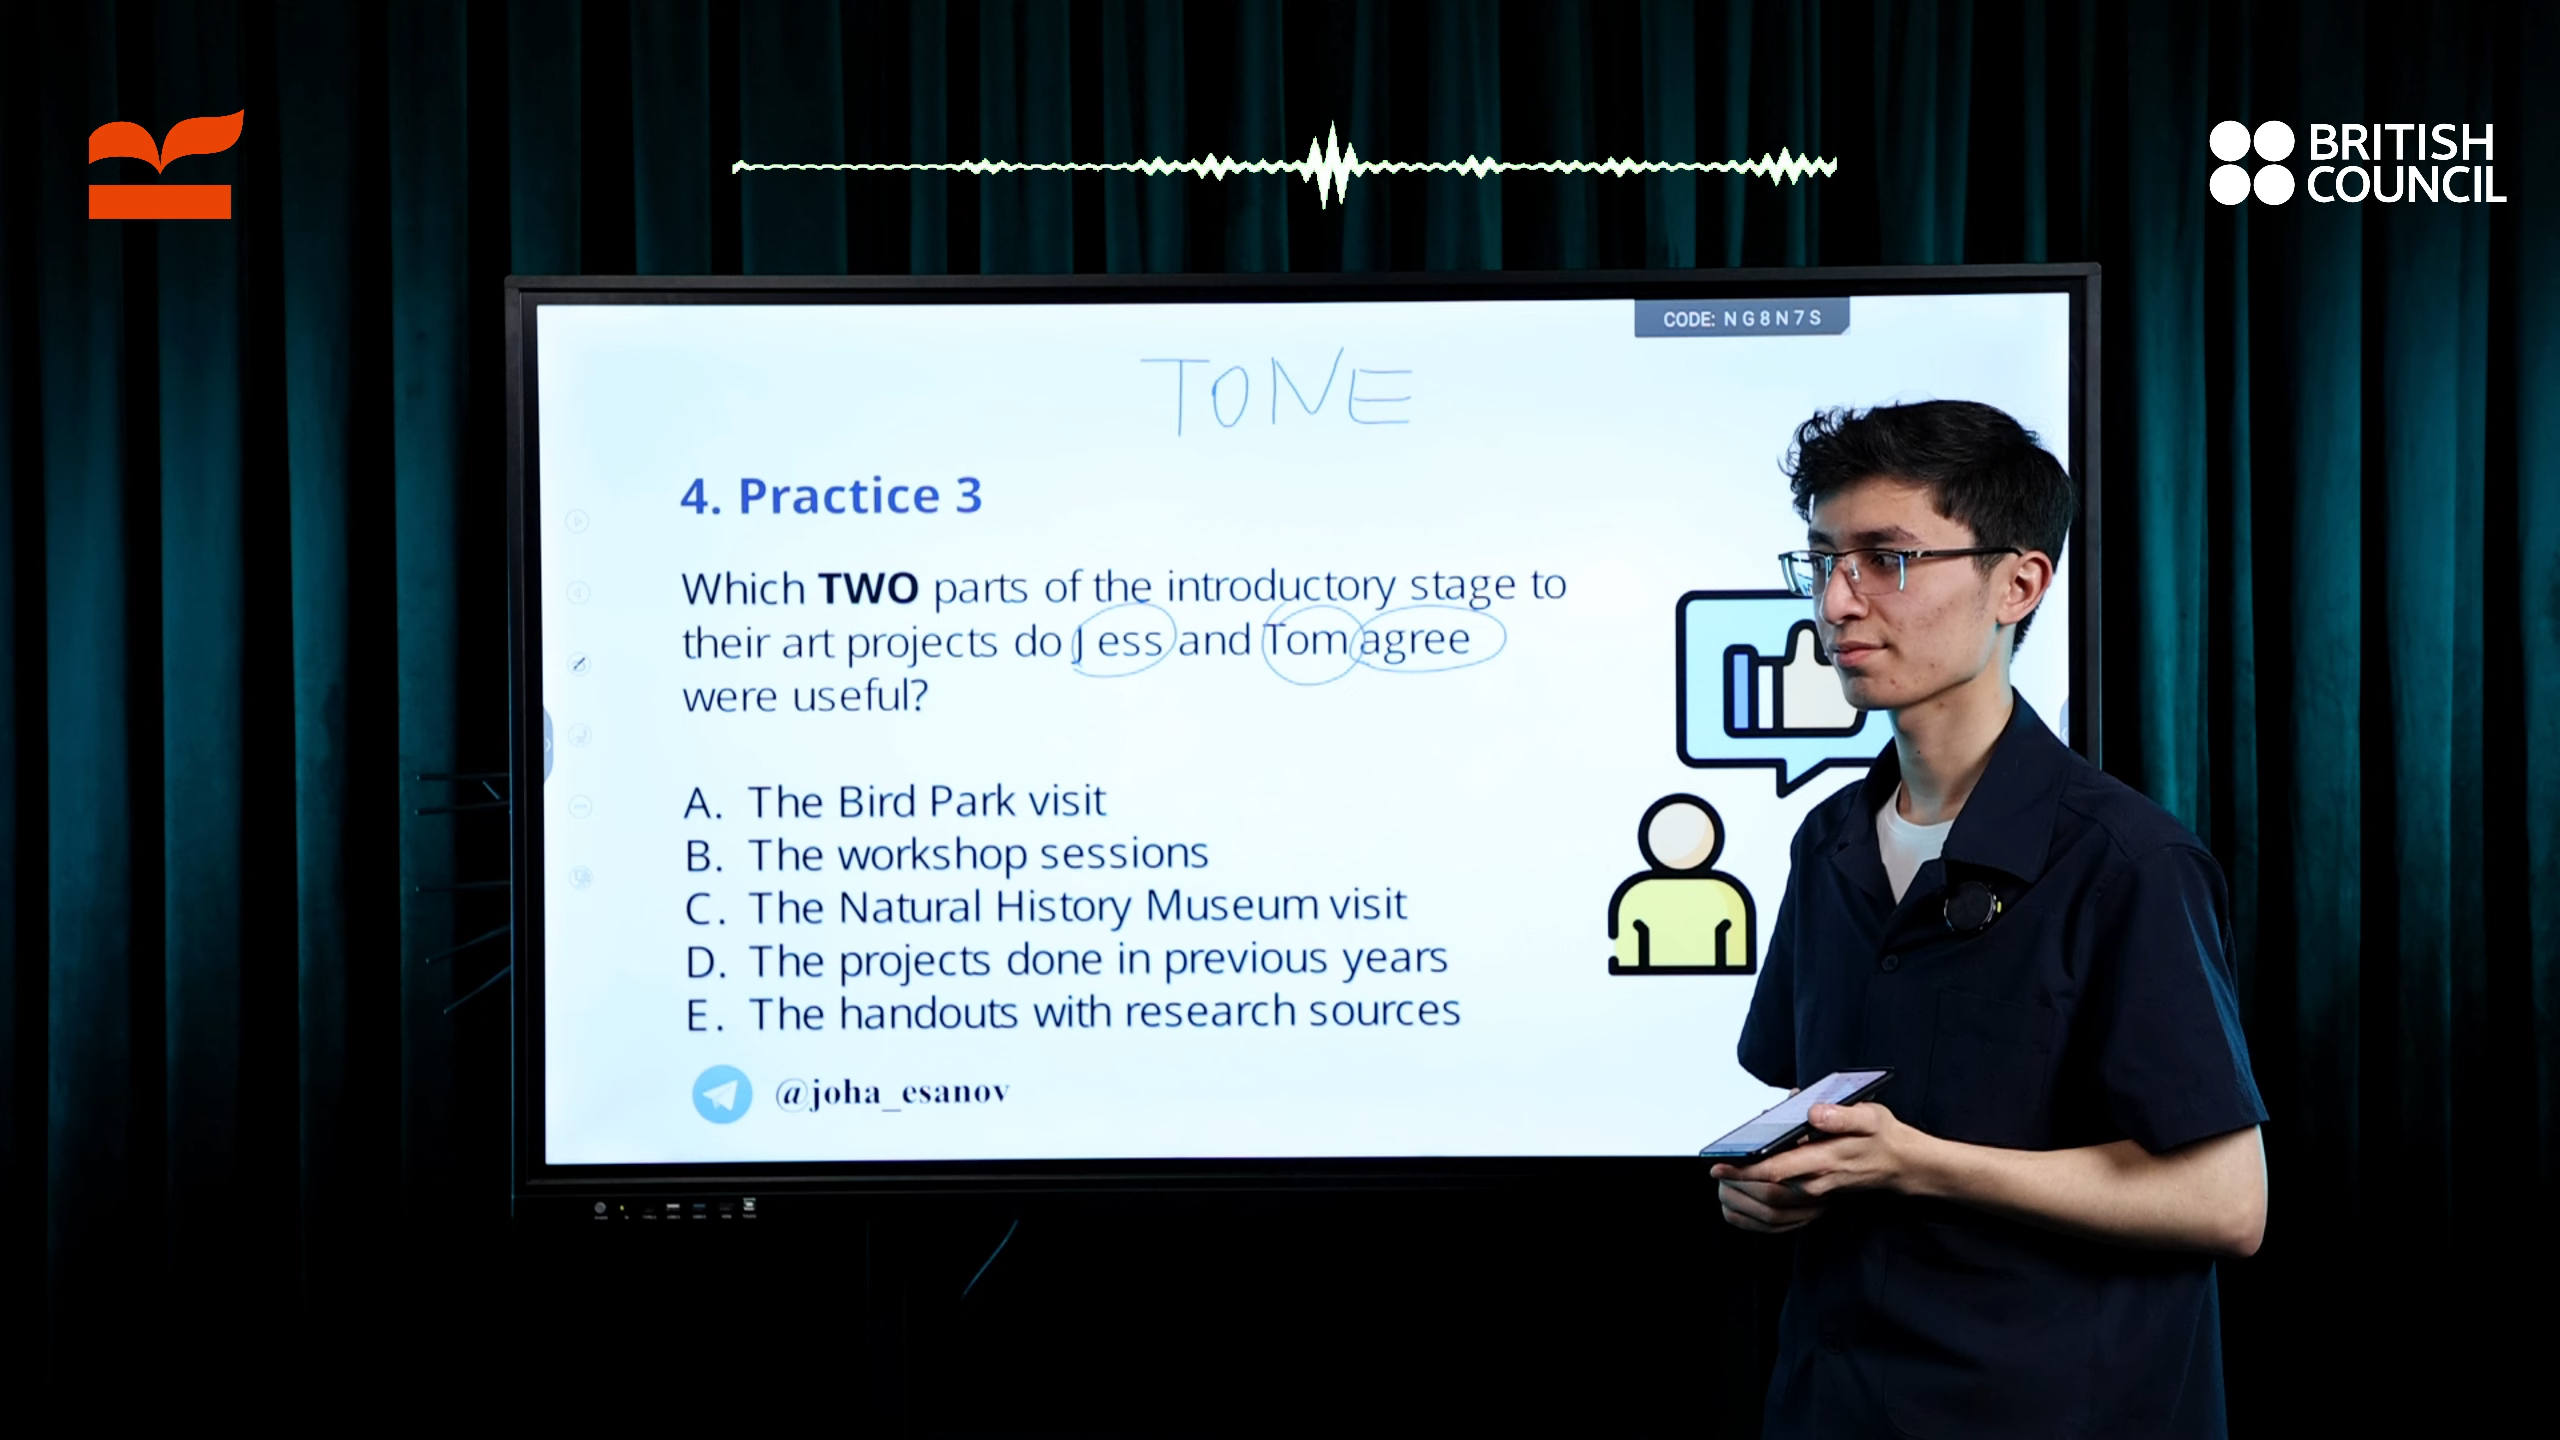 BRITISH
COUNCIL
CODE: NG8N7S
TONE
4. Practice 3
Which TWO parts of the introductory stage to
their art projects do Jess and Tom agree
were useful?
A. The Bird Park visit
B. The workshop sessions
C. The Natural History Museum visit
D. The projects done in previous years
E. The handouts with research sources
@joha_esanov